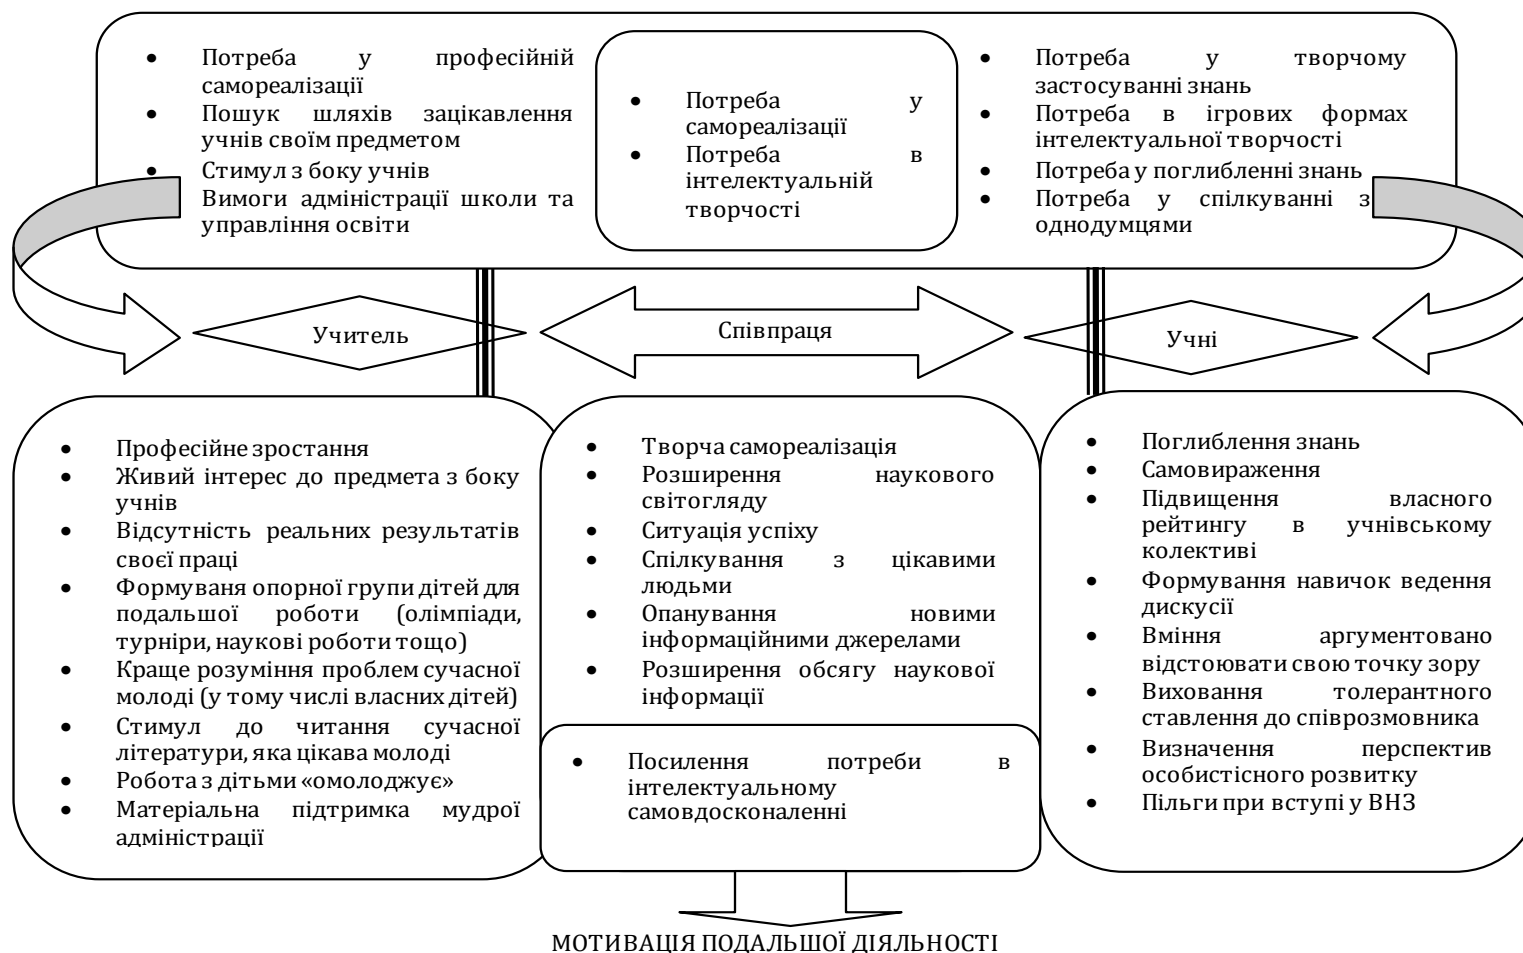 Потреба у професійній
самореалізації
Пошук шляхів зацікавлення
учнів своїм предметом
Стимул з боку учнів
Вимоги адміністрації школи та
управління освіти
Потреба у
самореалізації
Потреба в
інтелектуальній
творчості
Потреба у творчому
застосуванні знань
Потреба в ігрових формах
інтелектуальної творчості
Потреба у поглибленні знань
Потреба у спілкуванні з
однодумцями
Учитель
Співпраця
Учні
Професійне зростання
Живий інтерес до предмета з боку
учнів
Відсутність реальних результатів
своєї праці
Формуваня опорної групи дітей для
подальшої роботи (олімпіади,
турніри, наукові роботи тощо)
Краще розуміння проблем сучасної
молоді (у тому числі власних дітей)
Стимул до читання сучасної
літератури, яка цікава молоді
Робота з дітьми «омолоджує»
Матеріальна підтримка мудрої
адміністрації
Творча самореалізація
Розширення наукового
світогляду
Ситуація успіху
Спілкування з цікавими
людьми
Опанування новими
інформаційними джерелами
Розширення обсягу наукової
інформації
Посилення потреби в
інтелектуальному
самовдосконаленні
Поглиблення знань
Самовираження
Підвищення власного
рейтингу в учнівському
колективі
Формування навичок ведення
дискусії
Вміння аргументовано
відстоювати свою точку зору
Виховання толерантного
ставлення до співрозмовника
Визначення перспектив
особистісного розвитку
Пільги при вступі у ВНЗ
МОТИВАЦІЯ ПОДАЛЬШОЇ ДІЯЛЬНОСТІ